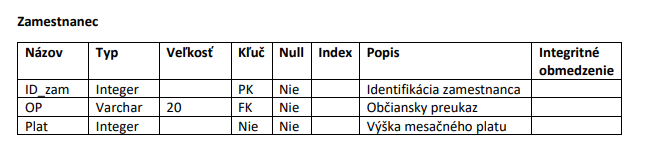 Zamestnanec
Názov Typ Veľkosť Kľuč Null Index Popis Integritné obmedzenie
ID_zam Integer PK Nie Identifikácia zamestnanca
OP Varchar 20 FK Nie Občiansky preukaz
Plat Integer Nie Nie Výška mesačného platu